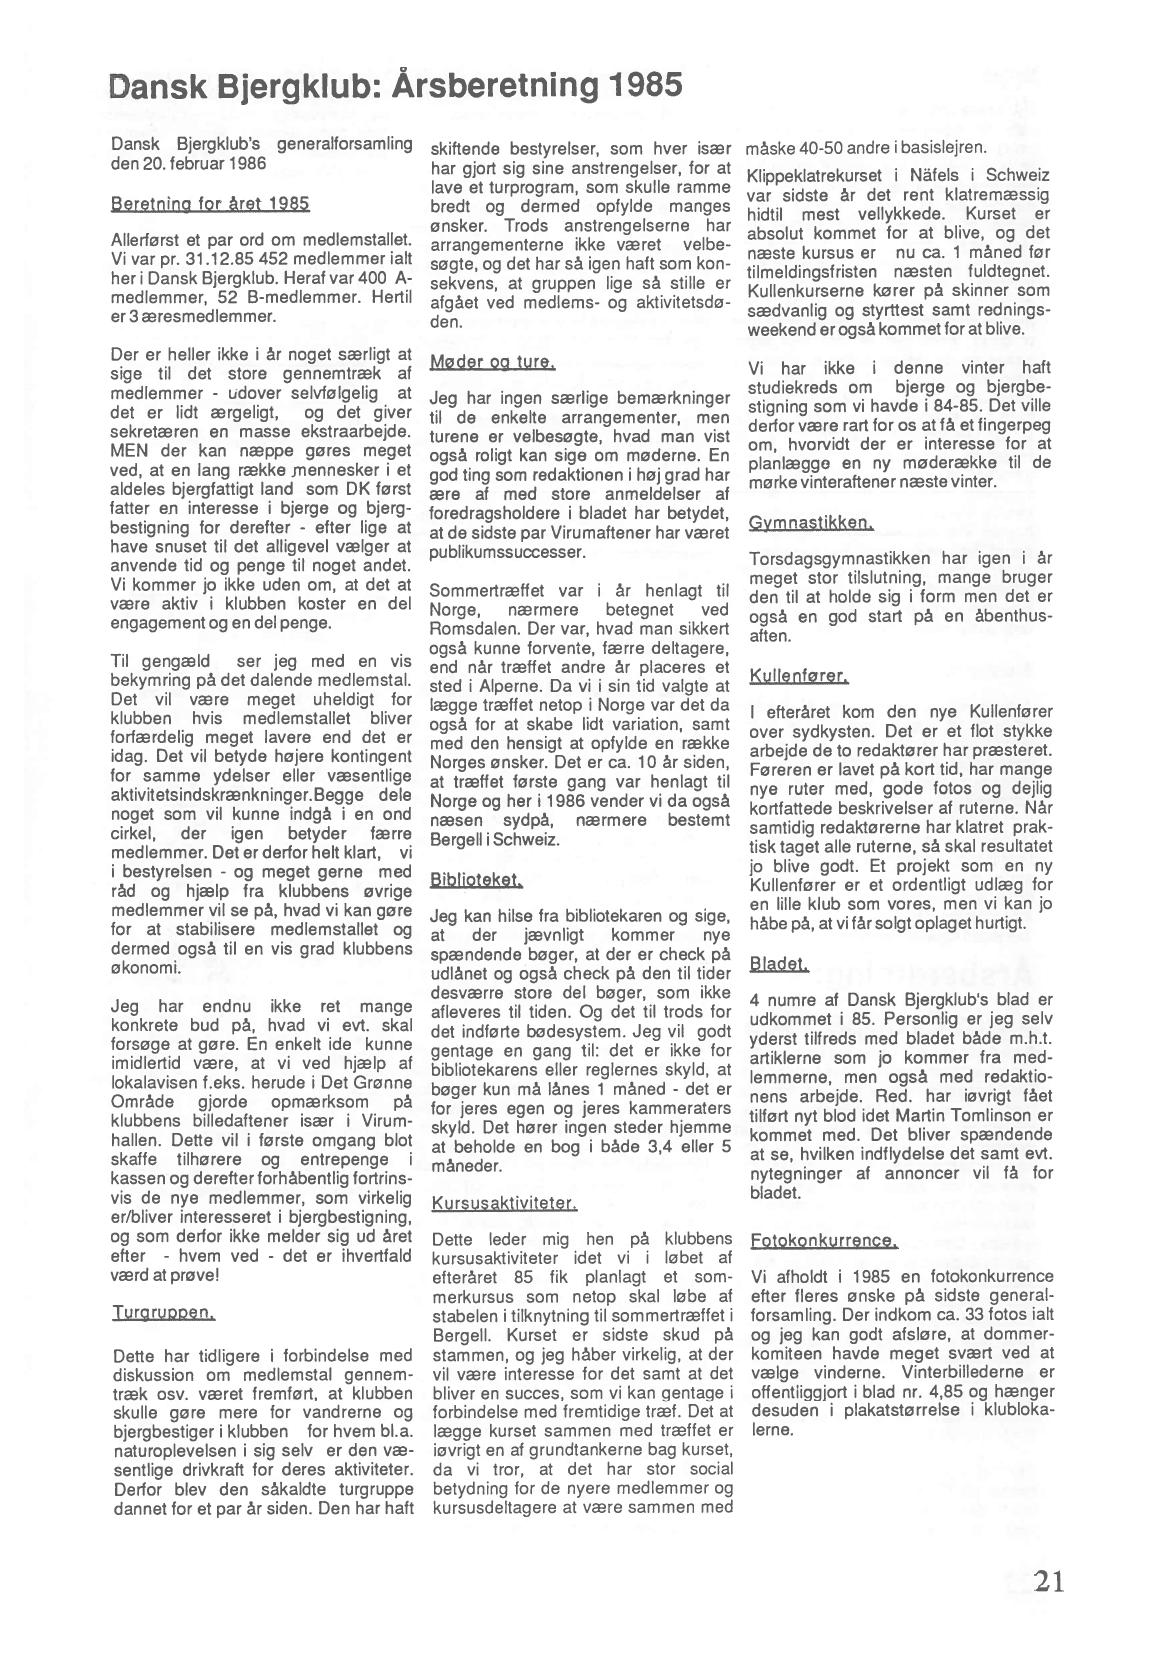 Dansk Bjergklub: Årsberetning 1985
Dansk Bjergklub's generalforsamling
den 20. februar 1986
Beretning for året 1985
Allerførst et par ord om medlemstallet.
Vi var pr. 31.12.85 452 medlemmer ialt
her i Dansk Bjergklub. Heraf var 400 A-
medlemmer, 52 B-medlemmer. Hertil
er 3 æresmedlemmer.
Der er heller ikke i år noget særligt at
sige til det store gennemtræk af
medlemmer - udover selvfølgelig at
det er lidt ærgeligt, og det giver
sekretæren en masse ekstraarbejde.
MEN der kan næppe gøres meget
ved, at en lang række mennesker i et
aldeles bjergfattigt land som DK først
fatter en interesse i bjerge og bjerg-
bestigning for derefter - efter lige at
have snuset til det alligevel vælger at
anvende tid og penge til noget andet.
Vi kommer jo ikke uden om, at det at
være aktiv i klubben koster en del
engagement og en del penge.
Til gengæld ser jeg med en vis
bekymring på det dalende medlemstal.
Det vil være meget uheldigt for
klubben hvis medlemstallet bliver
forfærdelig meget lavere end det er
idag. Det vil betyde højere kontingent
for samme ydelser eller væsentlige
aktivitetsindskrænkninger.Begge dele
noget som vil kunne indgå i en ond
cirkel, der igen betyder færre
medlemmer. Det er derfor helt klart, vi
i bestyrelsen - og meget gerne med
råd og hjælp fra klubbens øvrige
medlemmer vil se på, hvad vi kan gøre
for at stabilisere medlemstallet og
dermed også til en vis grad klubbens
økonomi.
Jeg har endnu ikke ret mange
konkrete bud på, hvad vi evt. skal
forsøge at gøre. En enkelt ide kunne
imidlertid være, at vi ved hjælp af
lokalavisen f.eks. herude i Det Grønne
Område gjorde opmærksom på
klubbens billedaftener især i Virum-
hallen. Dette vil i første omgang blot
skaffe tilhørere og entrepenge i
kassen og derefter forhåbentlig fortrins-
vis de nye medlemmer, som virkelig
er/bliver interesseret i bjergbestigning,
og som derfor ikke melder sig ud året
efter - hvem ved - det er ihvertfald
værd at prøve!
Turgruppen.
Dette har tidligere i forbindelse med
diskussion om medlemstal gennem-
træk osv. været fremført, at klubben
skulle gøre mere for vandrerne og
bjergbestiger i klubben for hvem bl.a.
naturoplevelsen i sig selv er den væ-
sentlige drivkraft for deres aktiviteter.
Derfor blev den såkaldte turgruppe
dannet for et par år siden. Den har haft
skiftende bestyrelser, som hver især
har gjort sig sine anstrengelser, for at
lave et turprogram, som skulle ramme
bredt og dermed opfylde manges
ønsker. Trods anstrengelserne har
arrangementerne ikke været velbe-
søgte, og det har så igen haft som kon-
sekvens, at gruppen lige så stille er
afgået ved medlems- og aktivitetsdø-
den.
Møder og ture.
Jeg har ingen særlige bemærkninger
til de enkelte arrangementer, men
turene er velbesøgte, hvad man vist
også roligt kan sige om møderne. En
god ting som redaktionen i høj grad har
ære af med store anmeldelser af
foredragsholdere i bladet har betydet,
at de sidste par Virumaftener har været
publikumssuccesser.
Sommertræffet var i år henlagt til
Norge, nærmere betegnet ved
Romsdalen. Der var, hvad man sikkert
også kunne forvente, færre deltagere,
end når træffet andre år placeres et
sted i Alperne. Da vi i sin tid valgte at
lægge træffet netop i Norge var det da
også for at skabe lidt variation, samt
med den hensigt at opfylde en række
Norges ønsker. Det er ca. 10 år siden,
at træffet første gang var henlagt til
Norge og her i 1986 vender vi da også
næsen sydpå, nærmere bestemt
Bergell i Schweiz.
Biblioteket.
Jeg kan hilse fra bibliotekaren og sige,
at der jævnligt kommer nye
spændende bøger, at der er check på
udlånet og også check på den til tider
desværre store del bøger, som ikke
afleveres til tiden. Og det til trods for
det indførte bødesystem. Jeg vil godt
gentage en gang til: det er ikke for
bibliotekarens eller reglernes skyld, at
bøger kun må lånes 1 måned - det er
for jeres egen og jeres kammeraters
skyld. Det hører ingen steder hjemme
at beholde en bog i både 3,4 eller 5
måneder.
Kursusaktiviteter.
Dette leder mig hen på klubbens
kursusaktiviteter idet vi i løbet af
efteråret 85 fik planlagt et som-
merkursus som netop skal løbe af
stabelen i tilknytning til sommertræffet i
Bergell. Kurset er sidste skud på
stammen, og jeg håber virkelig, at der
vil være interesse for det samt at det
bliver en succes, som vi kan gentage i
forbindelse med fremtidige træf. Det at
lægge kurset sammen med træffet er
iøvrigt en af grundtankerne bag kurset,
da vi tror, at det har stor social
betydning for de nyere medlemmer og
kursusdeltagere at være sammen med
måske 40-50 andre i basislejren.
Klippeklatrekurset i Näfels i Schweiz
var sidste år det rent klatremæssig
hidtil mest vellykkede. Kurset er
absolut kommet for at blive, og det
næste kursus er nu ca. 1 måned før
tilmeldingsfristen næsten fuldtegnet.
Kullenkurserne kører på skinner som
sædvanlig og styrttest samt rednings-
weekend er også kommet for at blive.
Vi har ikke i denne vinter haft
studiekreds om bjerge og bjergbe-
stigning som vi havde i 84-85. Det ville
derfor være rart for os at få et fingerpeg
om, hvorvidt der er interesse for at
planlægge en ny møderække til de
mørke vinteraftener næste vinter.
Gymnastikken.
Torsdagsgymnastikken har igen i år
meget stor tilslutning, mange bruger
den til at holde sig i form men det er
også en god start på en åbenthus-
aften.
Kullenfører.
I efteråret kom den nye Kullenfører
over sydkysten. Det er et flot stykke
arbejde de to redaktører har præsteret.
Føreren er lavet på kort tid, har mange
nye ruter med, gode fotos og dejlig
kortfattede beskrivelser af ruterne. Når
samtidig redaktørerne har klatret prak-
tisk taget alle ruterne, så skal resultatet
jo blive godt. Et projekt som en ny
Kullenfører er et ordentligt udlæg for
en lille klub som vores, men vi kan jo
håbe på, at vi får solgt oplaget hurtigt.
Bladet.
4 numre af Dansk Bjergklub's blad er
udkommet i 85. Personlig er jeg selv
yderst tilfreds med bladet både m.h.t.
artiklerne som jo kommer fra med-
lemmerne, men også med redaktio-
nens arbejde. Red. har iøvrigt fået
tilført nyt blod idet Martin Tomlinson er
kommet med. Det bliver spændende
at se, hvilken indflydelse det samt evt.
nytegninger af annoncer vil få for
bladet.
Fotokonkurrence.
Vi afholdt i 1985 en fotokonkurrence
efter fleres ønske på sidste general-
forsamling. Der indkom ca. 33 fotos ialt
og jeg kan godt afsløre, at dommer-
komiteen havde meget svært ved at
vælge vinderne. Vinterbillederne er
offentliggjort i blad nr. 4,85 og hænger
desuden i plakatstørrelse i klubloka-
lerne.
21